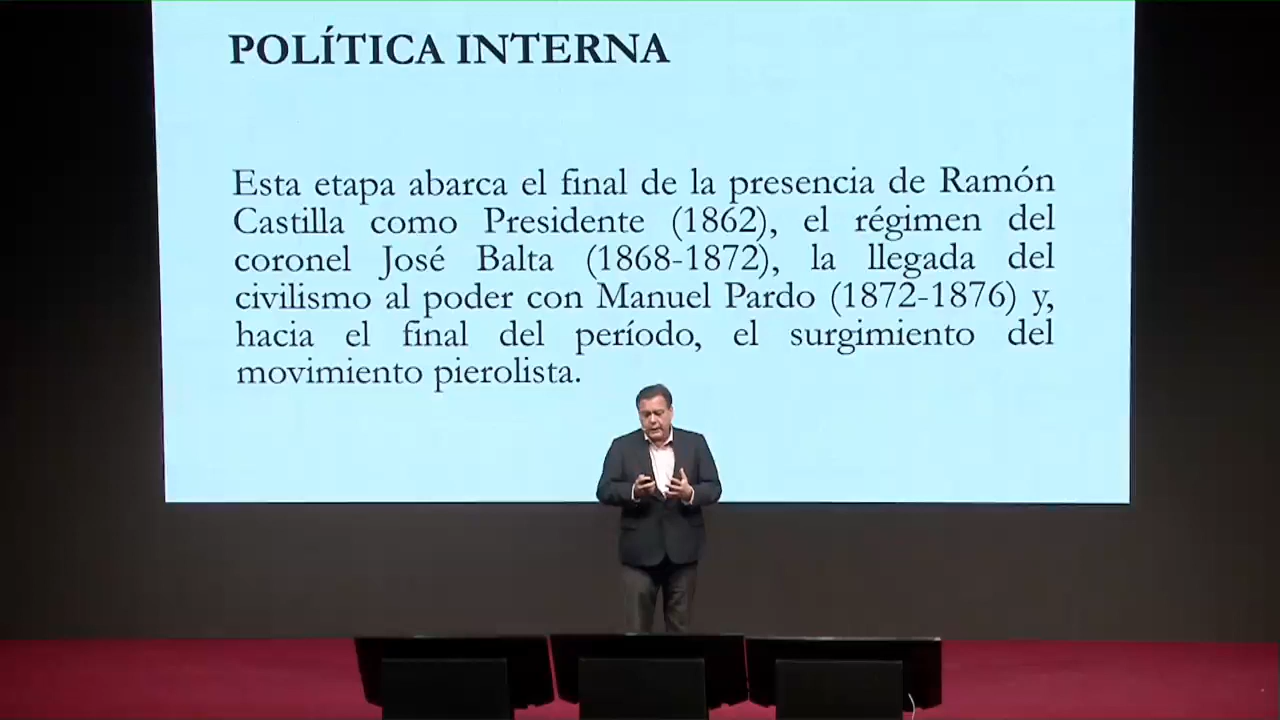 POLÍTICA INTERNA
Esta etapa abarca el final de la presencia de Ramón
Castilla como Presidente (1862), el régimen del
coronel José Balta (1868-1872), la llegada del
civilismo al poder con Manuel Pardo (1872-1876) y,
hacia el final del período, el surgimiento del
movimiento pierolista.